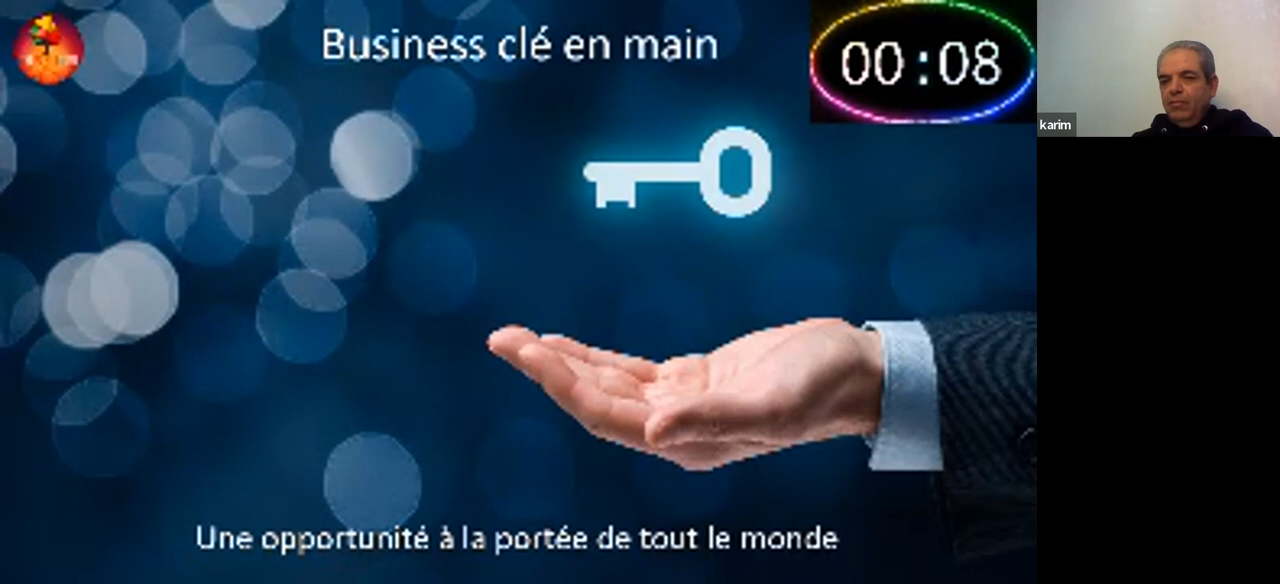 Business clé en main
00:08
karim
Une opportunité à la portée de tout le monde